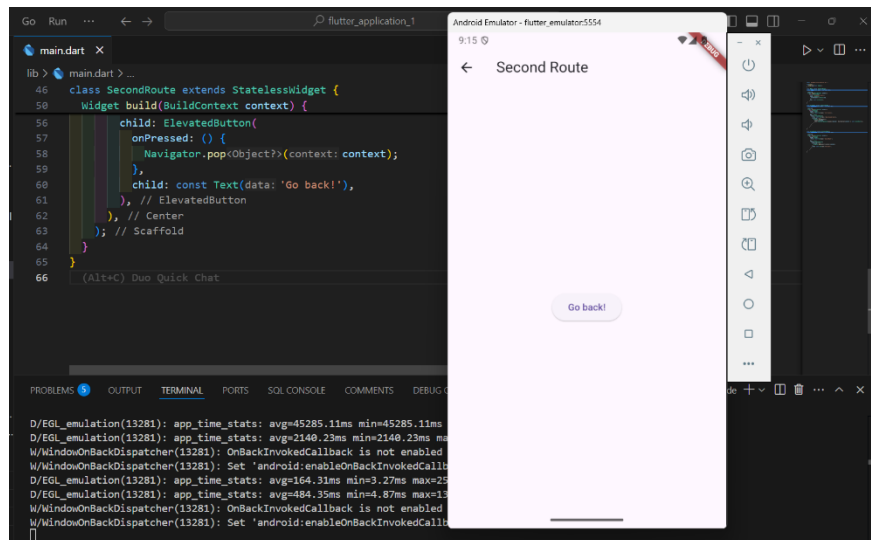 Go Run ··· ← → flutter_application_1
main.dart ×
lib > main.dart > ...
46 class SecondRoute extends StatelessWidget {
50 Widget build(BuildContext context) {
56 child: ElevatedButton(
57 onPressed: () {
58 Navigator.pop<Object?>(context: context);
59 },
60 child: const Text(data: 'Go back!'),
61 ), // ElevatedButton
62 ), // Center
63 ); // Scaffold
64 }
65 }
66 (Alt+C) Duo Quick Chat
PROBLEMS 5 OUTPUT TERMINAL PORTS SQL CONSOLE COMMENTS DEBUG
D/EGL_emulation(13281): app_time_stats: avg=45285.11ms min=45285.11ms
D/EGL_emulation(13281): app_time_stats: avg=2140.23ms min=2140.23ms ma
W/WindowOnBackDispatcher(13281): OnBackInvokedCallback is not enabled
W/WindowOnBackDispatcher(13281): Set 'android:enableOnBackInvokedCallb
D/EGL_emulation(13281): app_time_stats: avg=164.31ms min=3.27ms max=25
D/EGL_emulation(13281): app_time_stats: avg=484.35ms min=4.87ms max=13
W/WindowOnBackDispatcher(13281): OnBackInvokedCallback is not enabled
W/WindowOnBackDispatcher(13281): Set 'android:enableOnBackInvokedCallb
Android Emulator - flutter_emulator:5554
9:15
DEBUG
← Second Route
Go back!
de